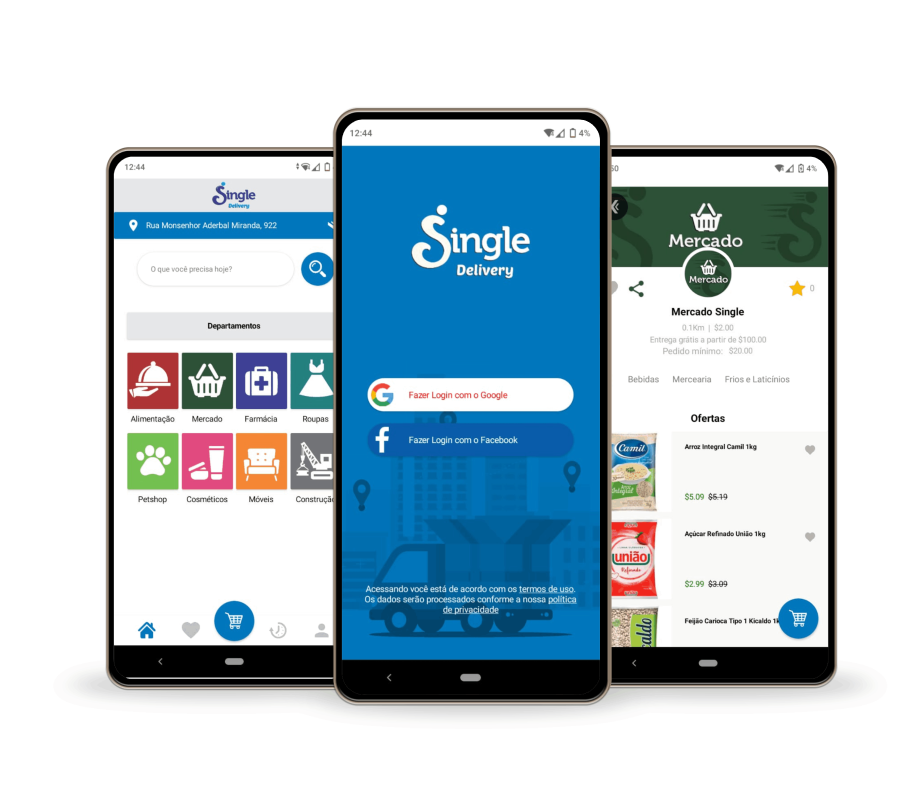 12:44
Single
Delivery
Rua Monsenhor Aderbal Miranda, 922
O que você precisa hoje?
Departamentos
Alimentação
Mercado
Farmácia
Roupas
Petshop
Cosméticos
Móveis
Construçã
12:44
4%
Single
Delivery
Fazer Login com o Google
Fazer Login com o Facebook
Acessando você está de acordo com os termos de uso.
Os dados serão processados conforme a nossa política
de privacidade
50
4%
Mercado
Mercado
0
Mercado Single
0.1Km | $2.00
Entrega grátis a partir de $100.00
Pedido mínimo: $20.00
Bebidas Mercearia Frios e Laticínios
Ofertas
Camil
Integral
Arroz Integral Camil 1kg
$5.09 $5.19
união
Refinado
Açúcar Refinado União 1kg
$2.99 $3.09
caldo
Feijão Carioca Tipo 1 Kicaldo 1k